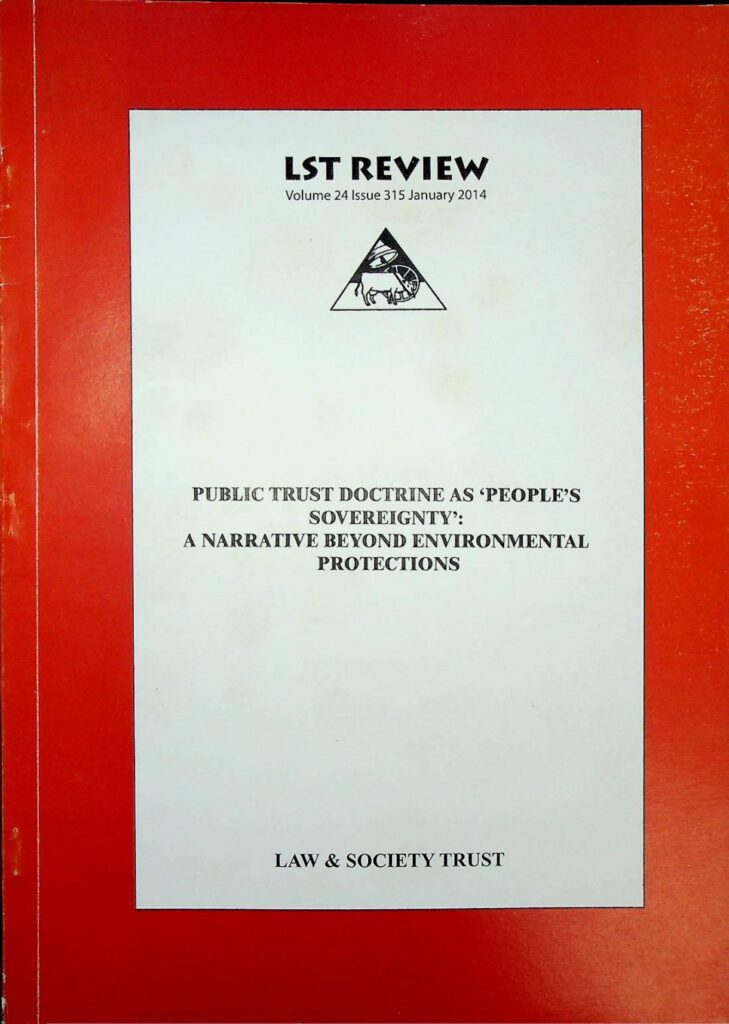 LST REVIEW
Volume 24 Issue 315 January 2014
PUBLIC TRUST DOCTRINE AS ‘PEOPLE’S
SOVEREIGNTY’:
A NARRATIVE BEYOND ENVIRONMENTAL
PROTECTIONS
LAW & SOCIETY TRUST